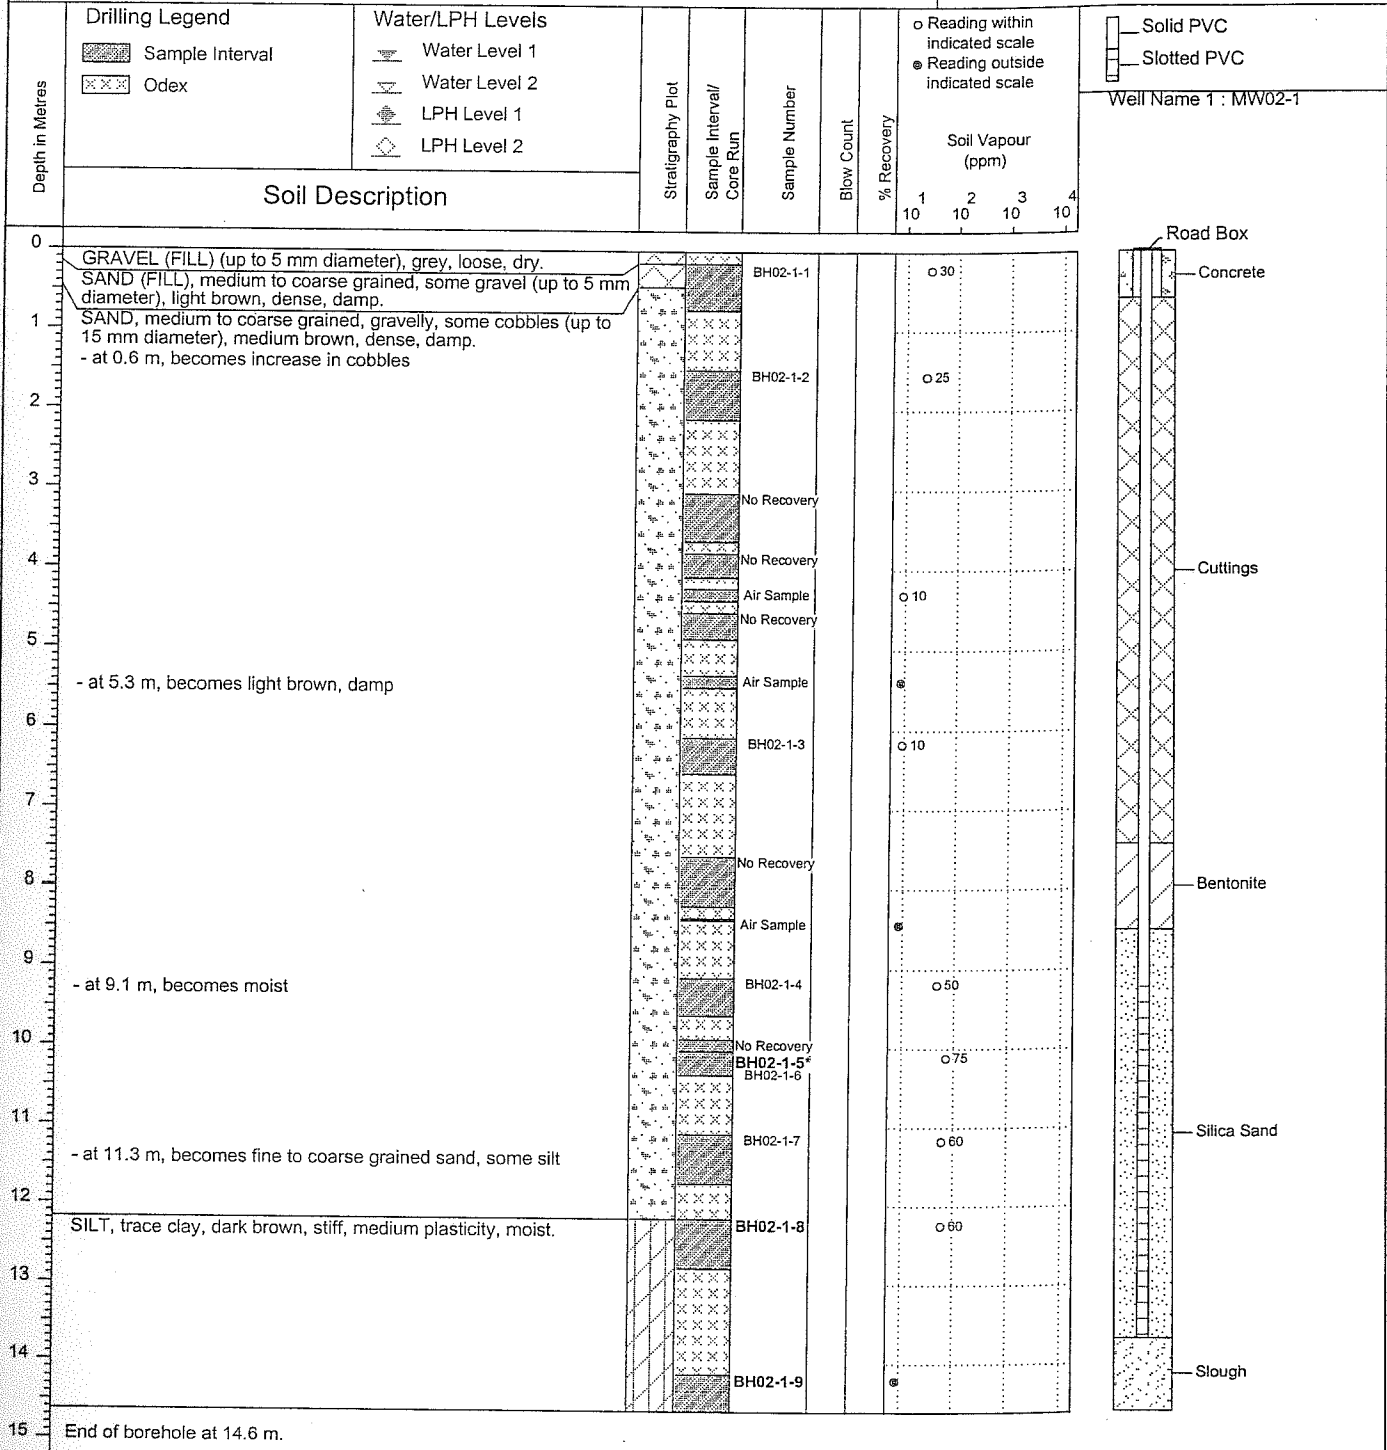 Drilling Legend
Sample Interval
Odex
Water/LPH Levels
Water Level 1
Water Level 2
LPH Level 1
LPH Level 2
Depth in Metres
Soil Description
Stratigraphy Plot
Sample Interval/
Core Run
Sample Number
Blow Count
% Recovery
Reading within
indicated scale
Reading outside
indicated scale
Soil Vapour
(ppm)
10^1 10^2 10^3 10^4
Solid PVC
Slotted PVC
Well Name 1 : MW02-1
Road Box
Concrete
Cuttings
Bentonite
Silica Sand
Slough
0
GRAVEL (FILL) (up to 5 mm diameter), grey, loose, dry.
SAND (FILL), medium to coarse grained, some gravel (up to 5 mm
diameter), light brown, dense, damp.
BH02-1-1
30
1
SAND, medium to coarse grained, gravelly, some cobbles (up to
15 mm diameter), medium brown, dense, damp.
- at 0.6 m, becomes increase in cobbles
BH02-1-2
25
2
3
No Recovery
4
No Recovery
Air Sample
10
No Recovery
5
- at 5.3 m, becomes light brown, damp
Air Sample
6
BH02-1-3
10
7
No Recovery
8
Air Sample
9
- at 9.1 m, becomes moist
BH02-1-4
50
10
No Recovery
BH02-1-5*
75
BH02-1-6
11
BH02-1-7
60
- at 11.3 m, becomes fine to coarse grained sand, some silt
12
SILT, trace clay, dark brown, stiff, medium plasticity, moist.
BH02-1-8
60
13
14
BH02-1-9
15
End of borehole at 14.6 m.